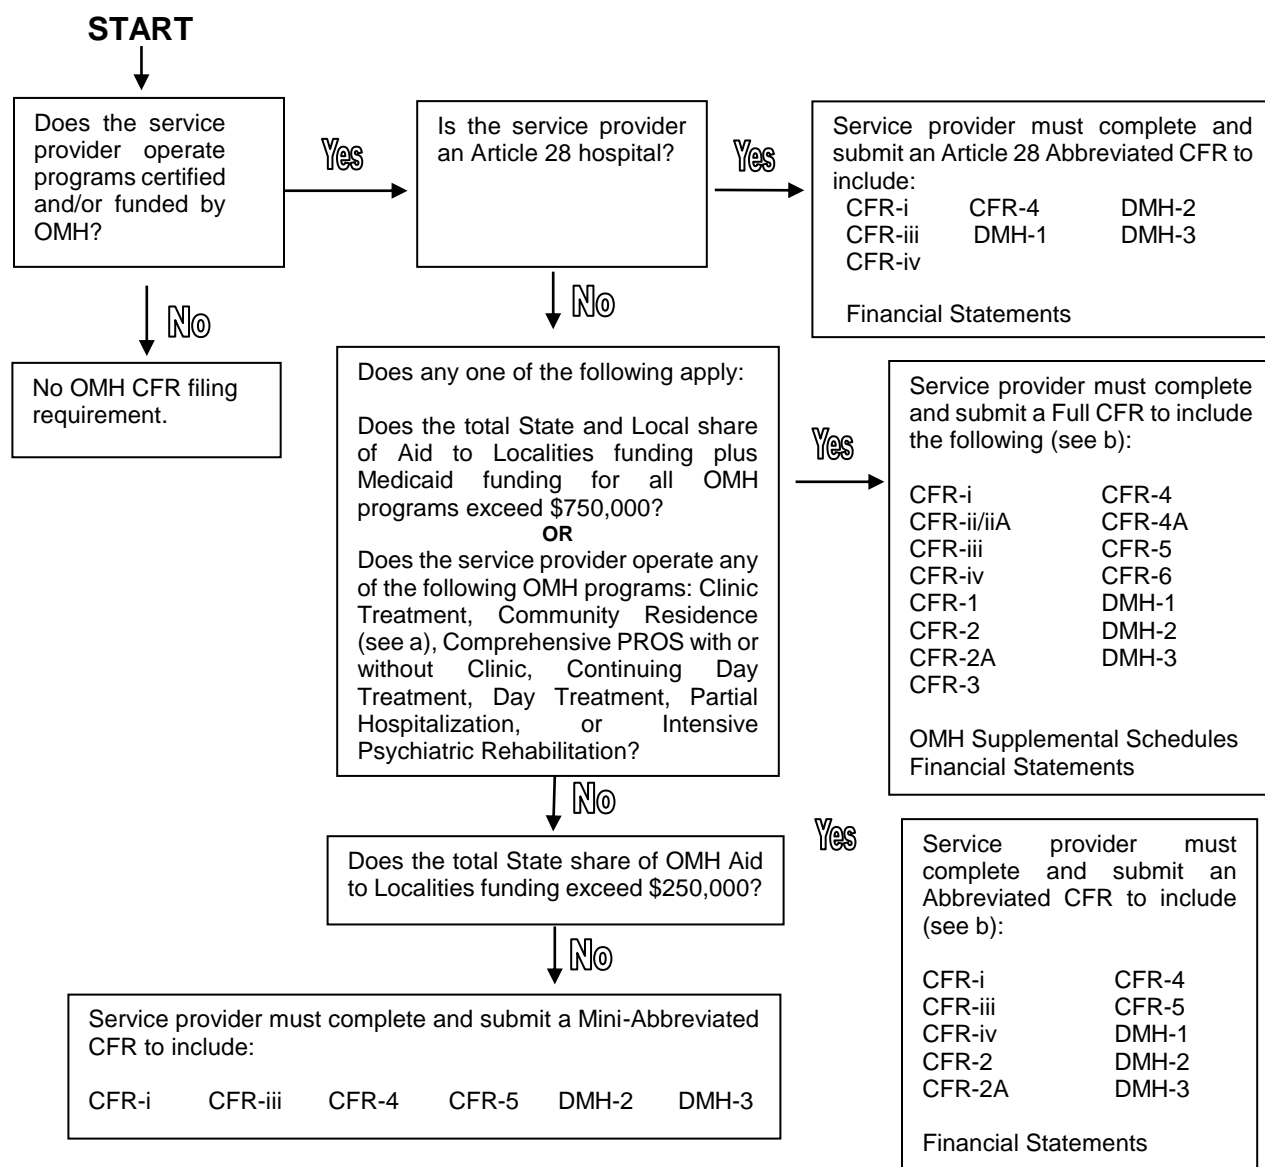 START
Does the service
provider operate
programs certified
and/or funded by
OMH?
Yes
Is the service provider
an Article 28 hospital?
Yes
Service provider must complete and
submit an Article 28 Abbreviated CFR to
include:
CFR-i CFR-4 DMH-2
CFR-iii DMH-1 DMH-3
CFR-iv
Financial Statements
No
No
No OMH CFR filing
requirement.
Does any one of the following apply:
Does the total State and Local share
of Aid to Localities funding plus
Medicaid funding for all OMH
programs exceed $750,000?
OR
Does the service provider operate any
of the following OMH programs: Clinic
Treatment, Community Residence
(see a), Comprehensive PROS with or
without Clinic, Continuing Day
Treatment, Day Treatment, Partial
Hospitalization, or Intensive
Psychiatric Rehabilitation?
Yes
Service provider must complete
and submit a Full CFR to include
the following (see b):
CFR-i CFR-4
CFR-ii/iiA CFR-4A
CFR-iii CFR-5
CFR-iv CFR-6
CFR-1 DMH-1
CFR-2 DMH-2
CFR-2A DMH-3
CFR-3
OMH Supplemental Schedules
Financial Statements
No
Does the total State share of OMH Aid
to Localities funding exceed $250,000?
Yes
Service provider must
complete and submit an
Abbreviated CFR to include
(see b):
CFR-i CFR-4
CFR-iii CFR-5
CFR-iv DMH-1
CFR-2 DMH-2
CFR-2A DMH-3
Financial Statements
No
Service provider must complete and submit a Mini-Abbreviated
CFR to include:
CFR-i CFR-iii CFR-4 CFR-5 DMH-2 DMH-3